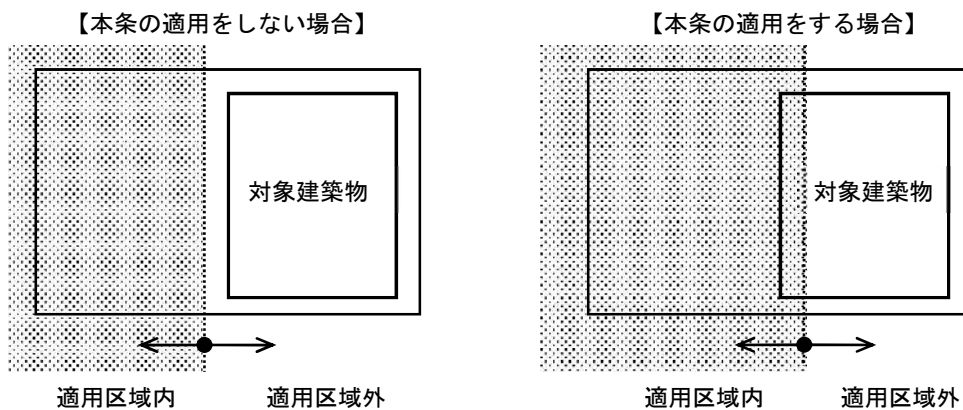 【本条の適用をしない場合】
対象建築物
適用区域内
適用区域外
【本条の適用をする場合】
対象建築物
適用区域内
適用区域外